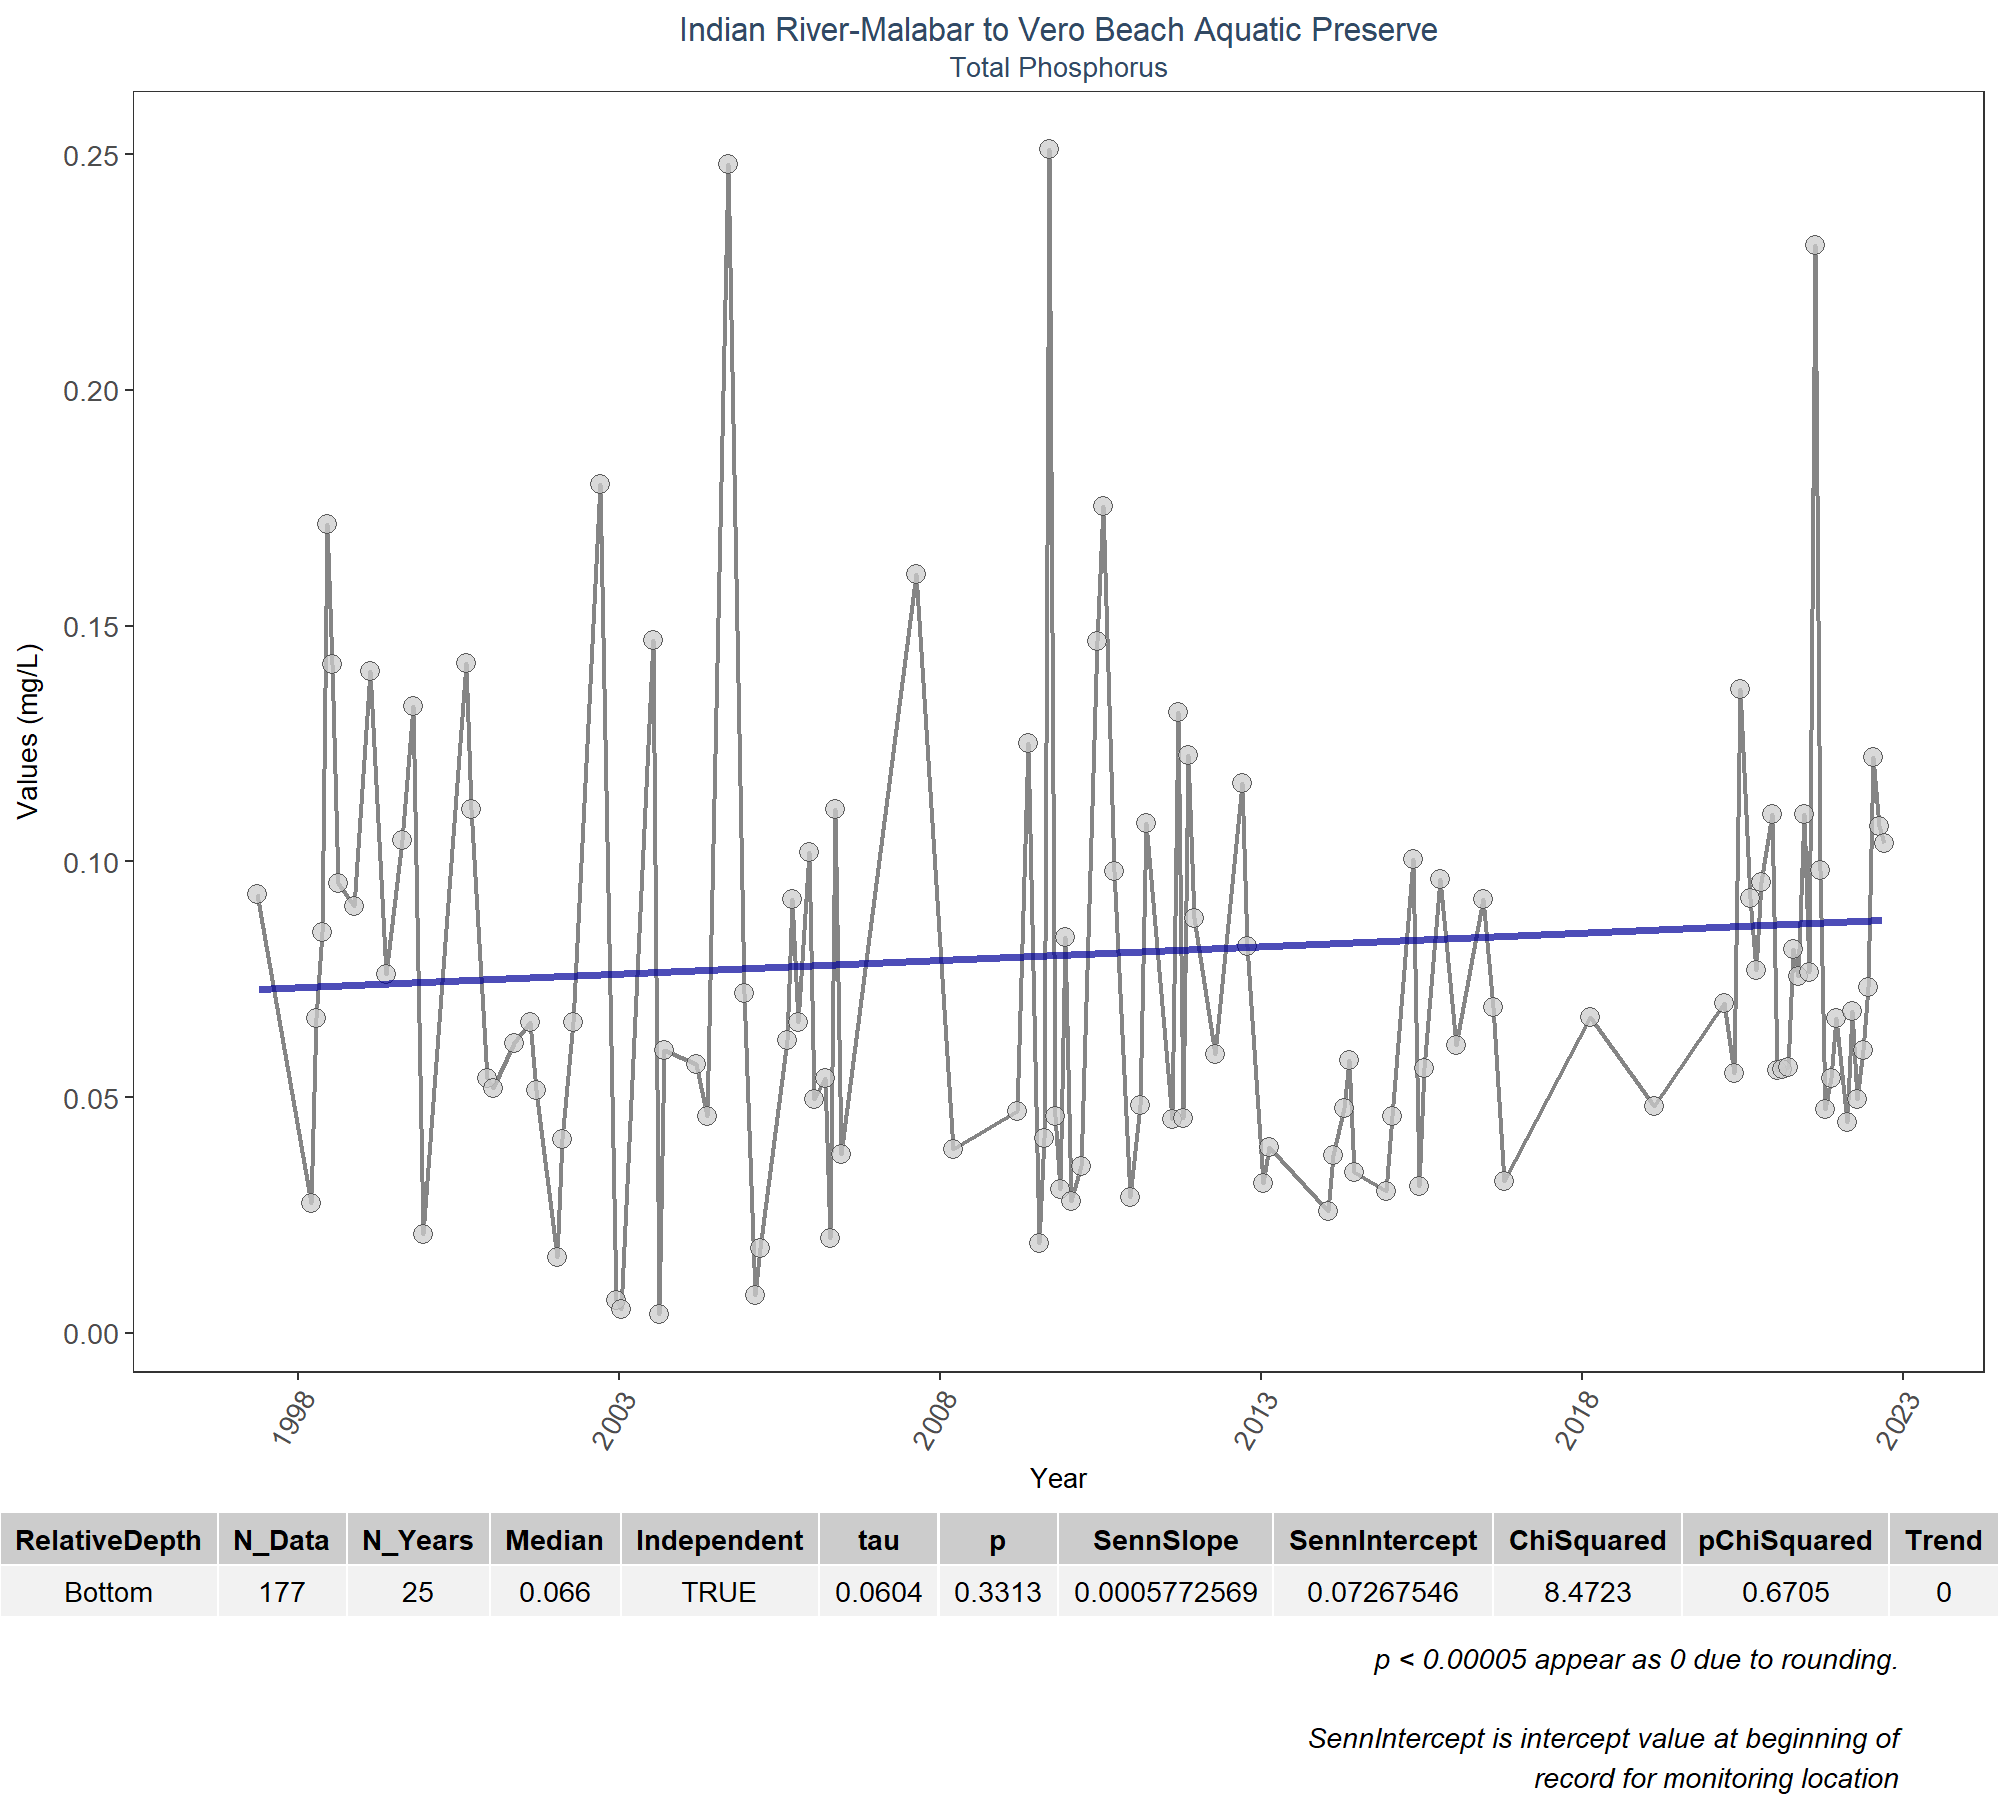 Indian River-Malabar to Vero Beach Aquatic Preserve
Total Phosphorus
Values (mg/L)
0.25
0.20
0.15
0.10
0.05
0.00
1998 2003 2008 2013 2018 2023
Year
RelativeDepth N_Data N_Years Median Independent tau p SennSlope SennIntercept ChiSquared pChiSquared Trend
Bottom 177 25 0.066 TRUE 0.0604 0.3313 0.0005772569 0.07267546 8.4723 0.6705 0
p < 0.00005 appear as 0 due to rounding.
SennIntercept is intercept value at beginning of
record for monitoring location